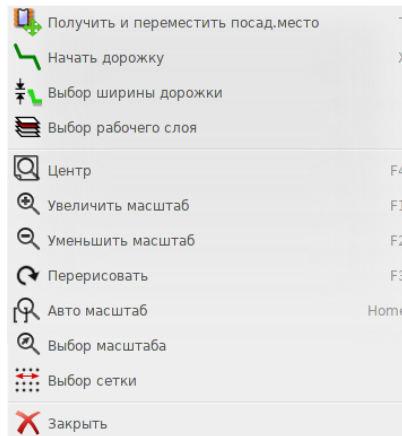 Получить и переместить посад.место T
Начать дорожку X
Выбор ширины дорожки
Выбор рабочего слоя
Центр F4
Увеличить масштаб F1
Уменьшить масштаб F2
Перерисовать F3
Авто масштаб Home
Выбор масштаба
Выбор сетки
Закрыть